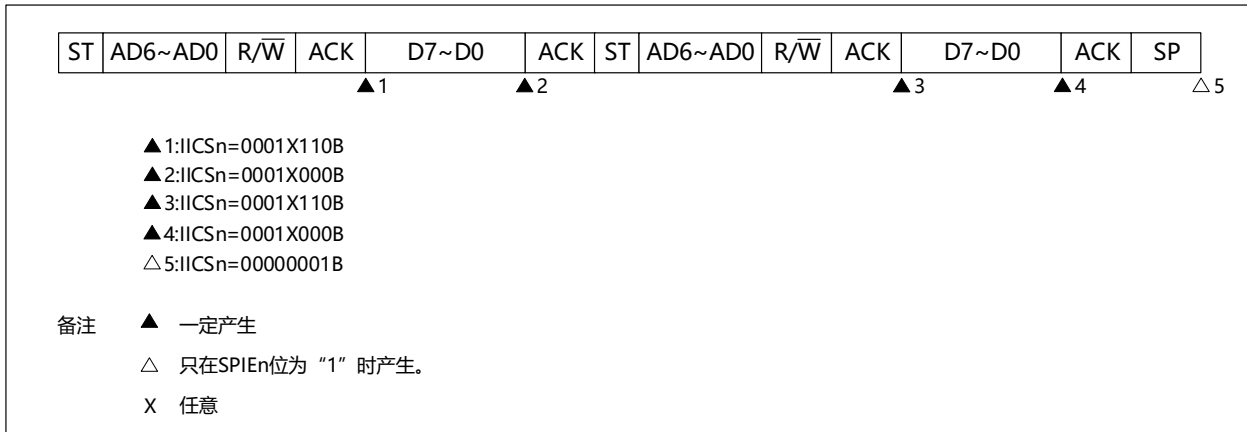 ST AD6~AD0 R/W̅ ACK D7~D0 ACK ST AD6~AD0 R/W̅ ACK D7~D0 ACK SP
▲1 ▲2 ▲3 ▲4 △5
▲1:IICSn=0001X110B
▲2:IICSn=0001X000B
▲3:IICSn=0001X110B
▲4:IICSn=0001X000B
△5:IICSn=00000001B
备注 ▲ 一定产生
△ 只在SPIEn位为“1”时产生。
X 任意